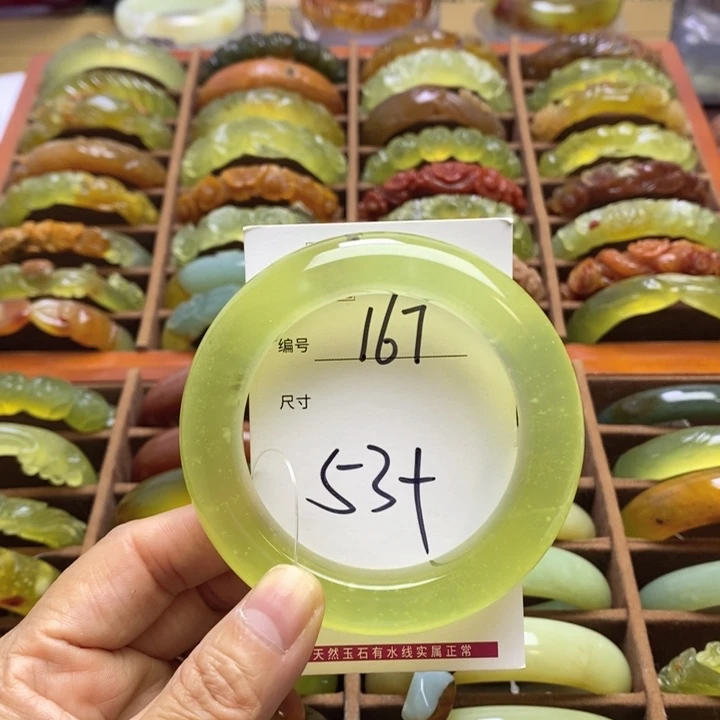 编号 167
尺寸
53+
天然玉石有水线实属正常